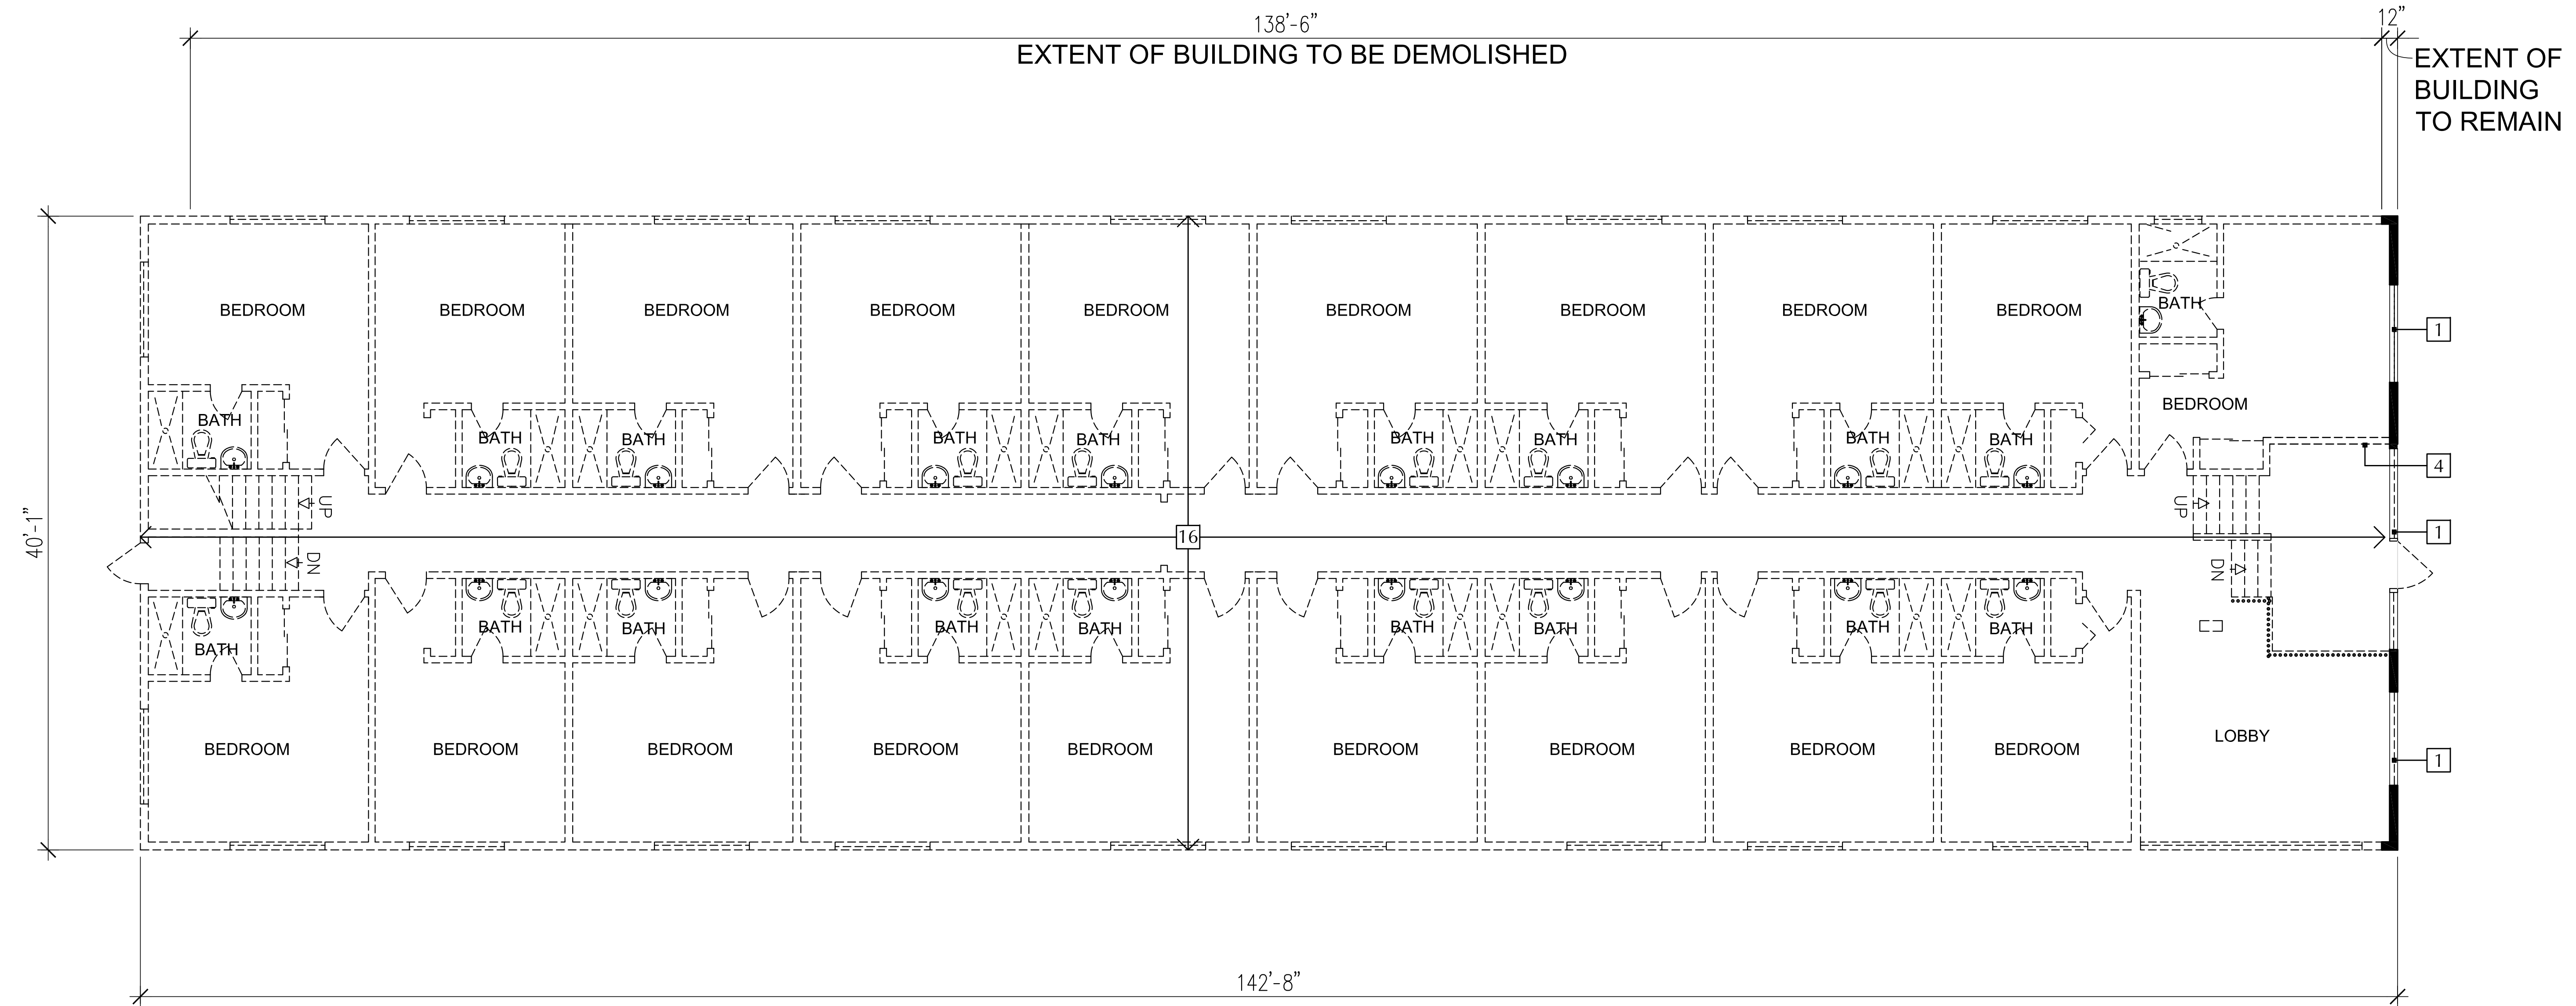 138'-6"
12"
EXTENT OF BUILDING TO BE DEMOLISHED
EXTENT OF
BUILDING
TO REMAIN
BEDROOM
BEDROOM
BEDROOM
BEDROOM
BEDROOM
BEDROOM
BEDROOM
BEDROOM
BEDROOM
BATH
1
BEDROOM
BATH
BATH
BATH
BATH
BATH
BATH
BATH
BATH
BATH
4
UP
UP
40'-1"
16
1
DN
DN
BATH
BATH
BATH
BATH
BATH
BATH
BATH
BATH
BATH
BEDROOM
BEDROOM
BEDROOM
BEDROOM
BEDROOM
BEDROOM
BEDROOM
BEDROOM
BEDROOM
LOBBY
1
142'-8"